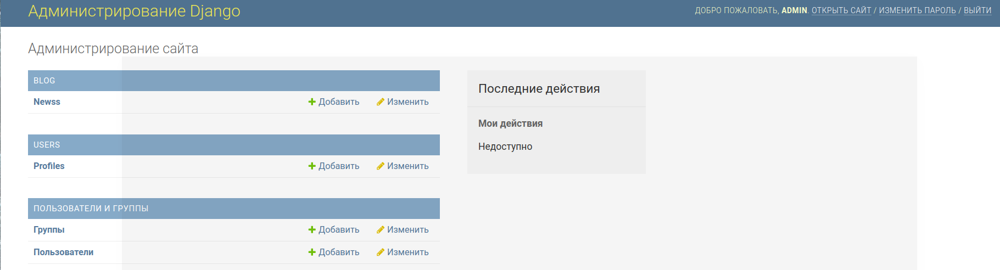 Администрирование Django
ДОБРО ПОЖАЛОВАТЬ, ADMIN. ОТКРЫТЬ САЙТ / ИЗМЕНИТЬ ПАРОЛЬ / ВЫЙТИ
Администрирование сайта
BLOG
Newss Добавить Изменить
USERS
Profiles Добавить Изменить
ПОЛЬЗОВАТЕЛИ И ГРУППЫ
Группы Добавить Изменить
Пользователи Добавить Изменить
Последние действия
Мои действия
Недоступно